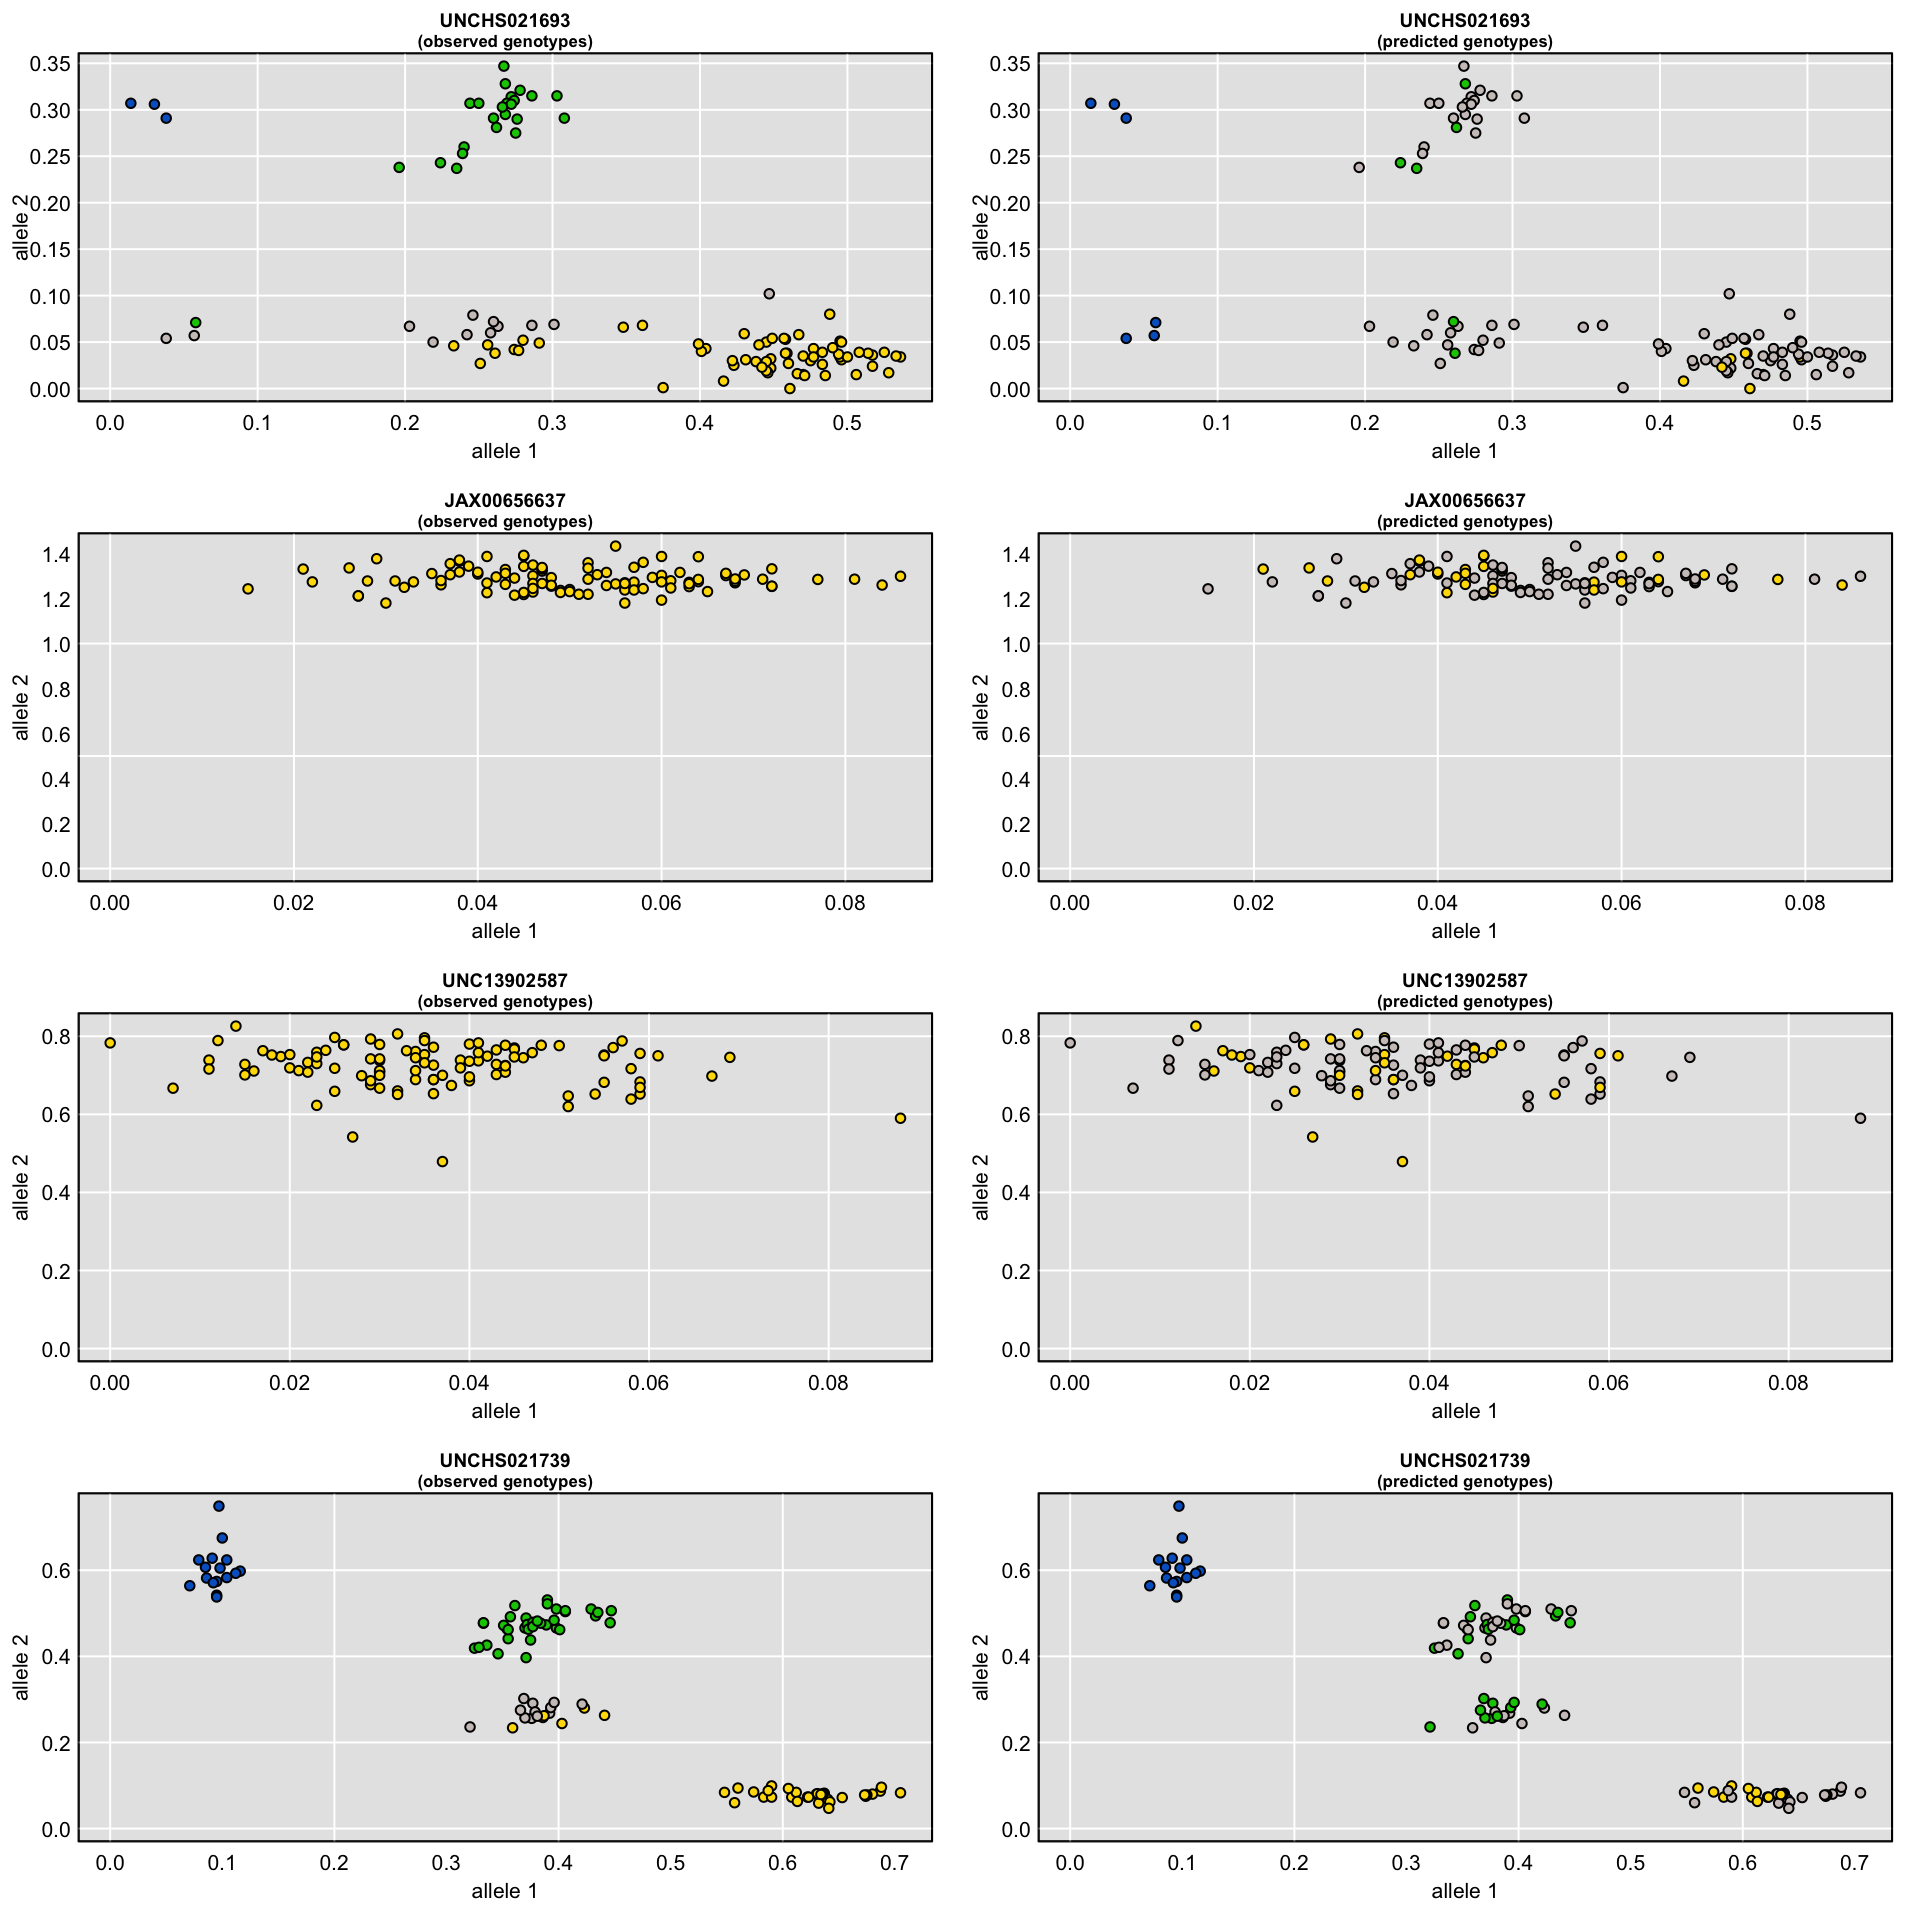 UNCHS021693
(observed genotypes)
0.35
0.30
0.25
0.20
0.15
0.10
0.05
0.00
allele 2
0.0 0.1 0.2 0.3 0.4 0.5
allele 1
UNCHS021693
(predicted genotypes)
0.35
0.30
0.25
0.20
0.15
0.10
0.05
0.00
allele 2
0.0 0.1 0.2 0.3 0.4 0.5
allele 1
JAX00656637
(observed genotypes)
1.4
1.2
1.0
0.8
0.6
0.4
0.2
0.0
allele 2
0.00 0.02 0.04 0.06 0.08
allele 1
JAX00656637
(predicted genotypes)
1.4
1.2
1.0
0.8
0.6
0.4
0.2
0.0
allele 2
0.00 0.02 0.04 0.06 0.08
allele 1
UNC13902587
(observed genotypes)
0.8
0.6
0.4
0.2
0.0
allele 2
0.00 0.02 0.04 0.06 0.08
allele 1
UNC13902587
(predicted genotypes)
0.8
0.6
0.4
0.2
0.0
allele 2
0.00 0.02 0.04 0.06 0.08
allele 1
UNCHS021739
(observed genotypes)
0.6
0.4
0.2
0.0
allele 2
0.0 0.1 0.2 0.3 0.4 0.5 0.6 0.7
allele 1
UNCHS021739
(predicted genotypes)
0.6
0.4
0.2
0.0
allele 2
0.0 0.1 0.2 0.3 0.4 0.5 0.6 0.7
allele 1